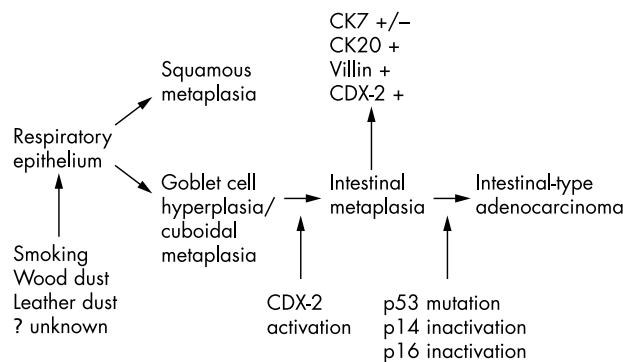 CK7 +/–
CK20 +
Villin +
CDX-2 +
Squamous
metaplasia
Respiratory
epithelium
Goblet cell
hyperplasia/
cuboidal
metaplasia
Intestinal
metaplasia
Intestinal-type
adenocarcinoma
Smoking
Wood dust
Leather dust
? unknown
CDX-2
activation
p53 mutation
p14 inactivation
p16 inactivation